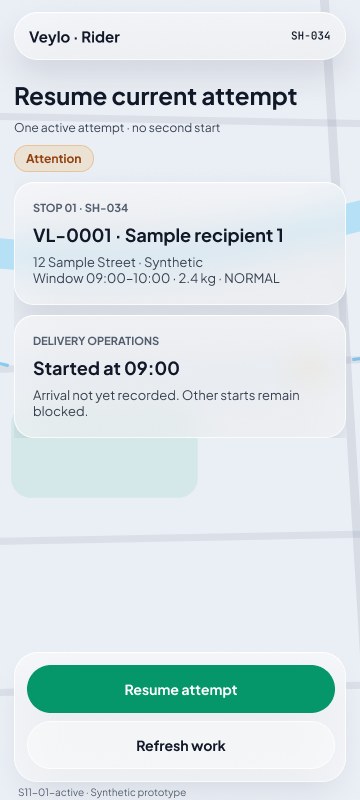 Veylo · Rider
SH-034
Resume current attempt
One active attempt · no second start
Attention
STOP 01 · SH-034
VL-0001 · Sample recipient 1
12 Sample Street · Synthetic
Window 09:00–10:00 · 2.4 kg · NORMAL
DELIVERY OPERATIONS
Started at 09:00
Arrival not yet recorded. Other starts remain
blocked.
Resume attempt
Refresh work
S11-01-active · Synthetic prototype